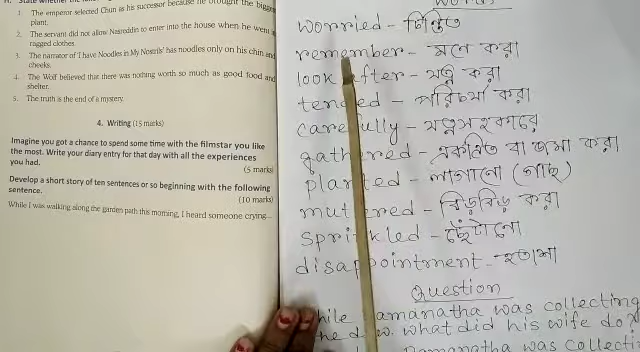 1. The emperor selected Chun as his successor because he brought the biggest
plant.
2. The servant did not allow Nasreddin to enter into the house when he went
ragged clothes.
3. The narrator of 'I have Noodles in My Nostrils' has noodles only on his chin and
cheeks.
4. The Wolf believed that there was nothing worth so much as good food and
shelter.
5. The truth is the end of a mystery.
4. Writing (15 marks)
Imagine you got a chance to spend some time with the filmstar you like
the most. Write your diary entry for that day with all the experiences
you had. (5 marks)
Develop a short story of ten sentences or so beginning with the following
sentence. (10 marks)
While I was walking along the garden path this morning, I heard someone crying...
worried - চিন্তিত
remember - মনে করা
look after - যত্ন করা
tended - পরিচর্যা করা
carefully - যত্নসহকারে
gathered - একত্রিত বা জমা করা
planted - লাগানো (গাছ)
muttered - বিড়বিড় করা
sprinkled - ছেঁটানো
disappointment - হতাশা
Question
While amanatha was collecting
the d w. what did his wife do?